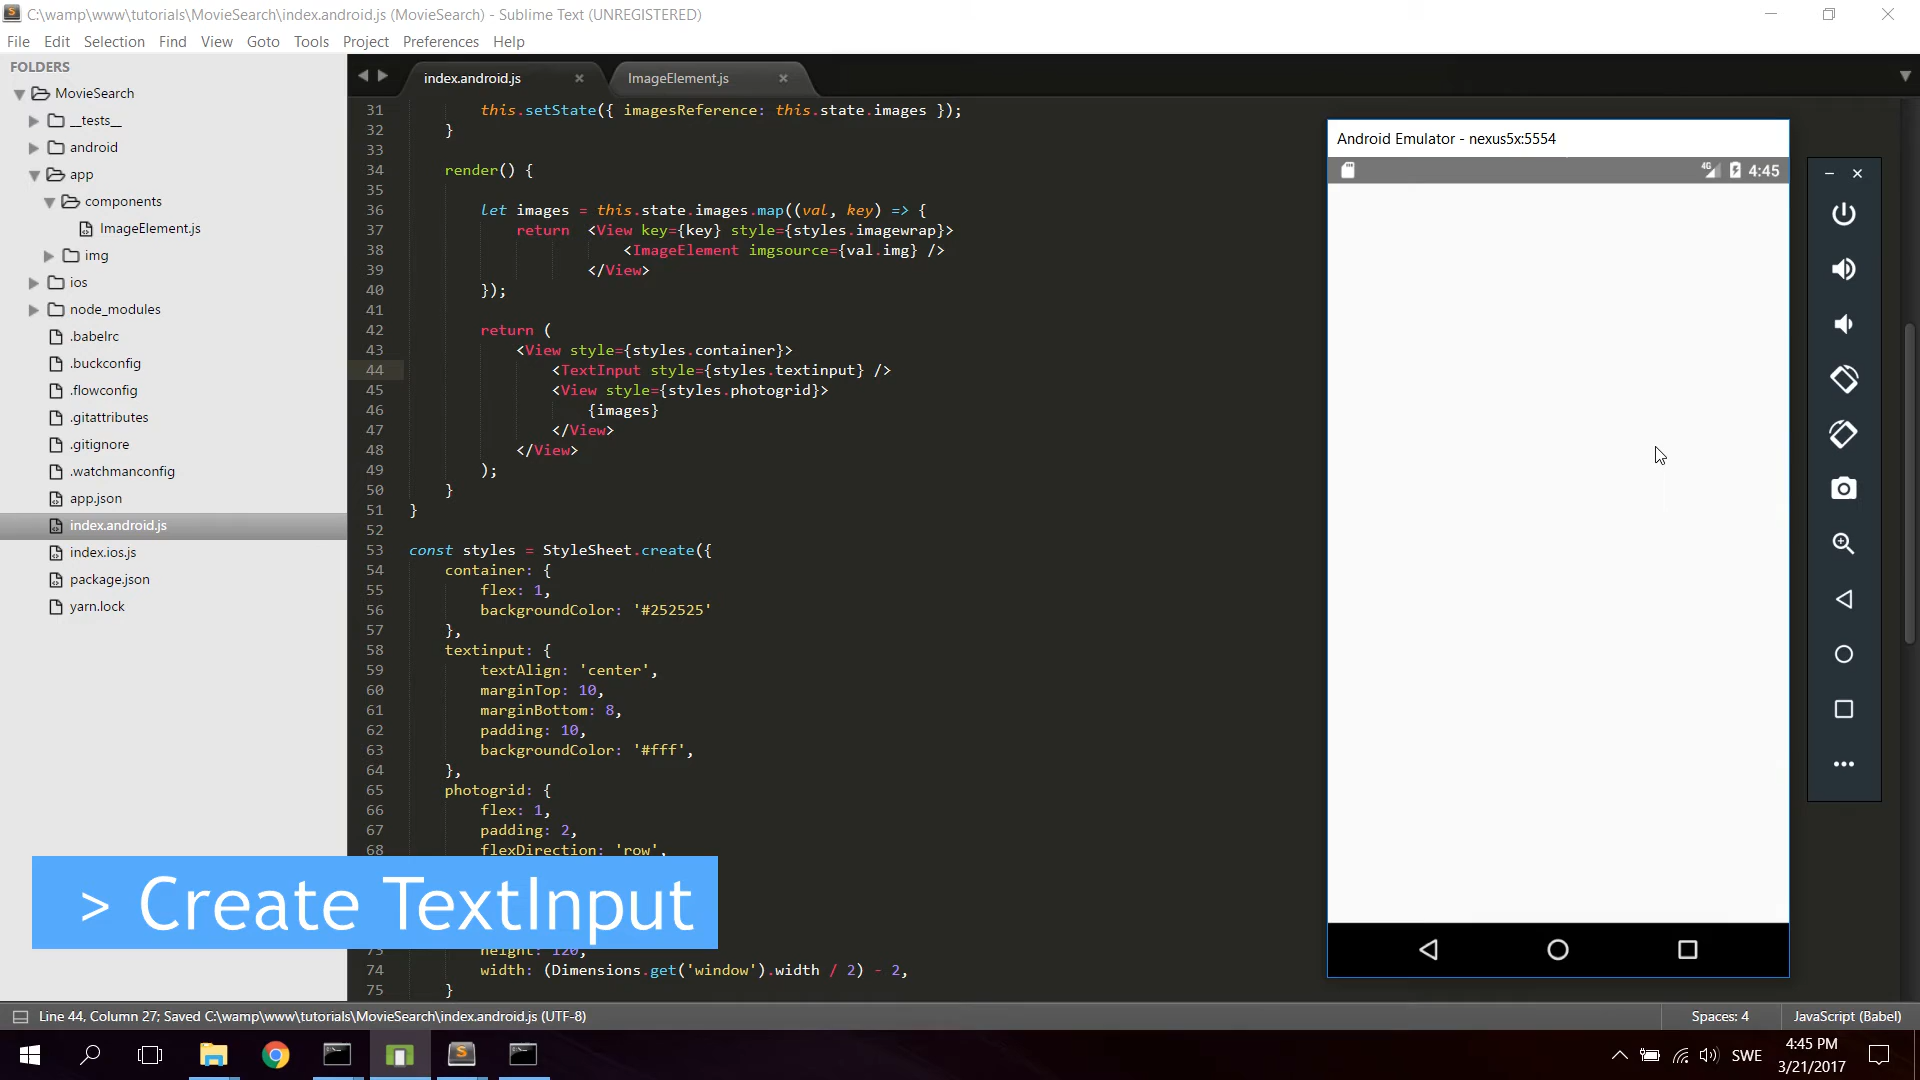 C:\wamp\www\tutorials\MovieSearch\index.android.js (MovieSearch) - Sublime Text (UNREGISTERED)
File Edit Selection Find View Goto Tools Project Preferences Help
FOLDERS
MovieSearch
__tests__
android
app
components
ImageElement.js
img
ios
node_modules
.babelrc
.buckconfig
.flowconfig
.gitattributes
.gitignore
.watchmanconfig
app.json
index.android.js
index.ios.js
package.json
yarn.lock
index.android.js
ImageElement.js
31 this.setState({ imagesReference: this.state.images });
32 }
33
34 render() {
35
36 let images = this.state.images.map((val, key) => {
37 return <View key={key} style={styles.imagewrap}>
38 <ImageElement imgsource={val.img} />
39 </View>
40 });
41
42 return (
43 <View style={styles.container}>
44 <TextInput style={styles.textinput} />
45 <View style={styles.photogrid}>
46 {images}
47 </View>
48 </View>
49 );
50 }
51 }
52
53 const styles = StyleSheet.create({
54 container: {
55 flex: 1,
56 backgroundColor: '#252525'
57 },
58 textinput: {
59 textAlign: 'center',
60 marginTop: 10,
61 marginBottom: 8,
62 padding: 10,
63 backgroundColor: '#fff',
64 },
65 photogrid: {
66 flex: 1,
67 padding: 2,
68 flexDirection: 'row',
> Create TextInput
73 height: 120,
74 width: (Dimensions.get('window').width / 2) - 2,
75 }
Android Emulator - nexus5x:5554
4G 4:45
Line 44, Column 27; Saved C:\wamp\www\tutorials\MovieSearch\index.android.js (UTF-8)
Spaces: 4
JavaScript (Babel)
SWE
4:45 PM
3/21/2017